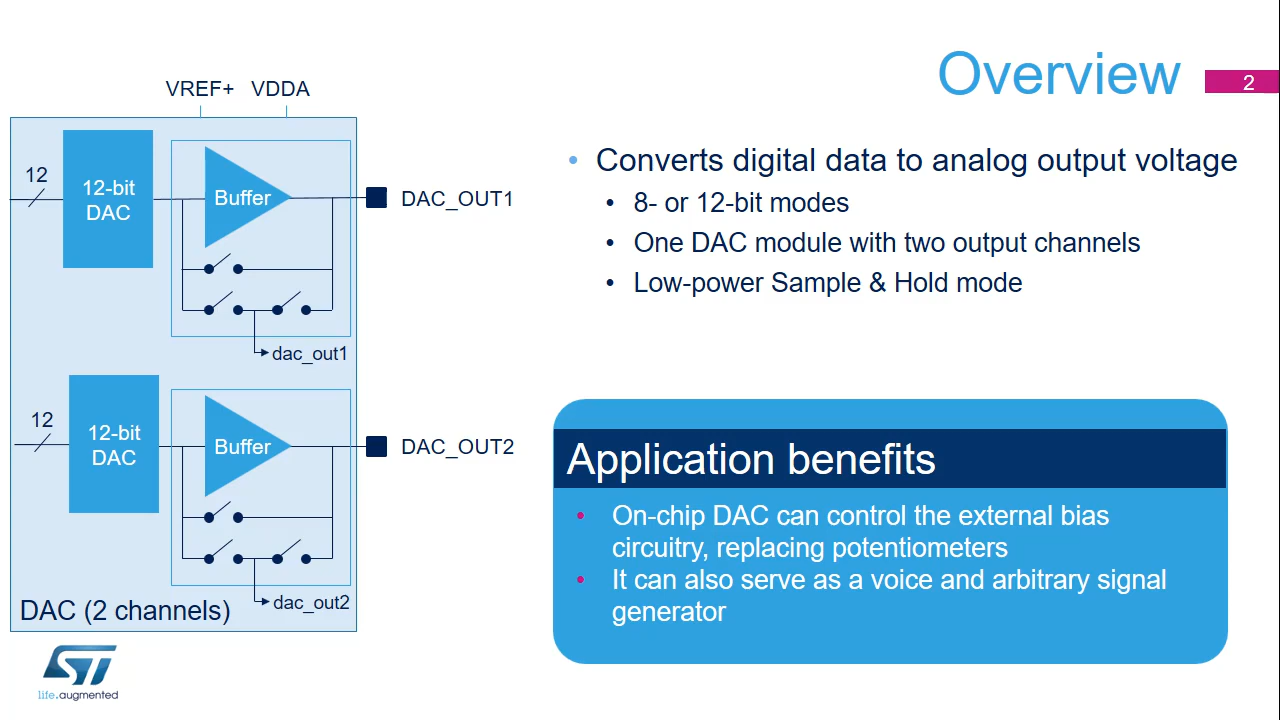 Overview
2
VREF+ VDDA
12
12-bit
DAC
Buffer
DAC_OUT1
dac_out1
12
12-bit
DAC
Buffer
DAC_OUT2
dac_out2
DAC (2 channels)
• Converts digital data to analog output voltage
• 8- or 12-bit modes
• One DAC module with two output channels
• Low-power Sample & Hold mode
Application benefits
• On-chip DAC can control the external bias
circuitry, replacing potentiometers
• It can also serve as a voice and arbitrary signal
generator
ST
life.augmented